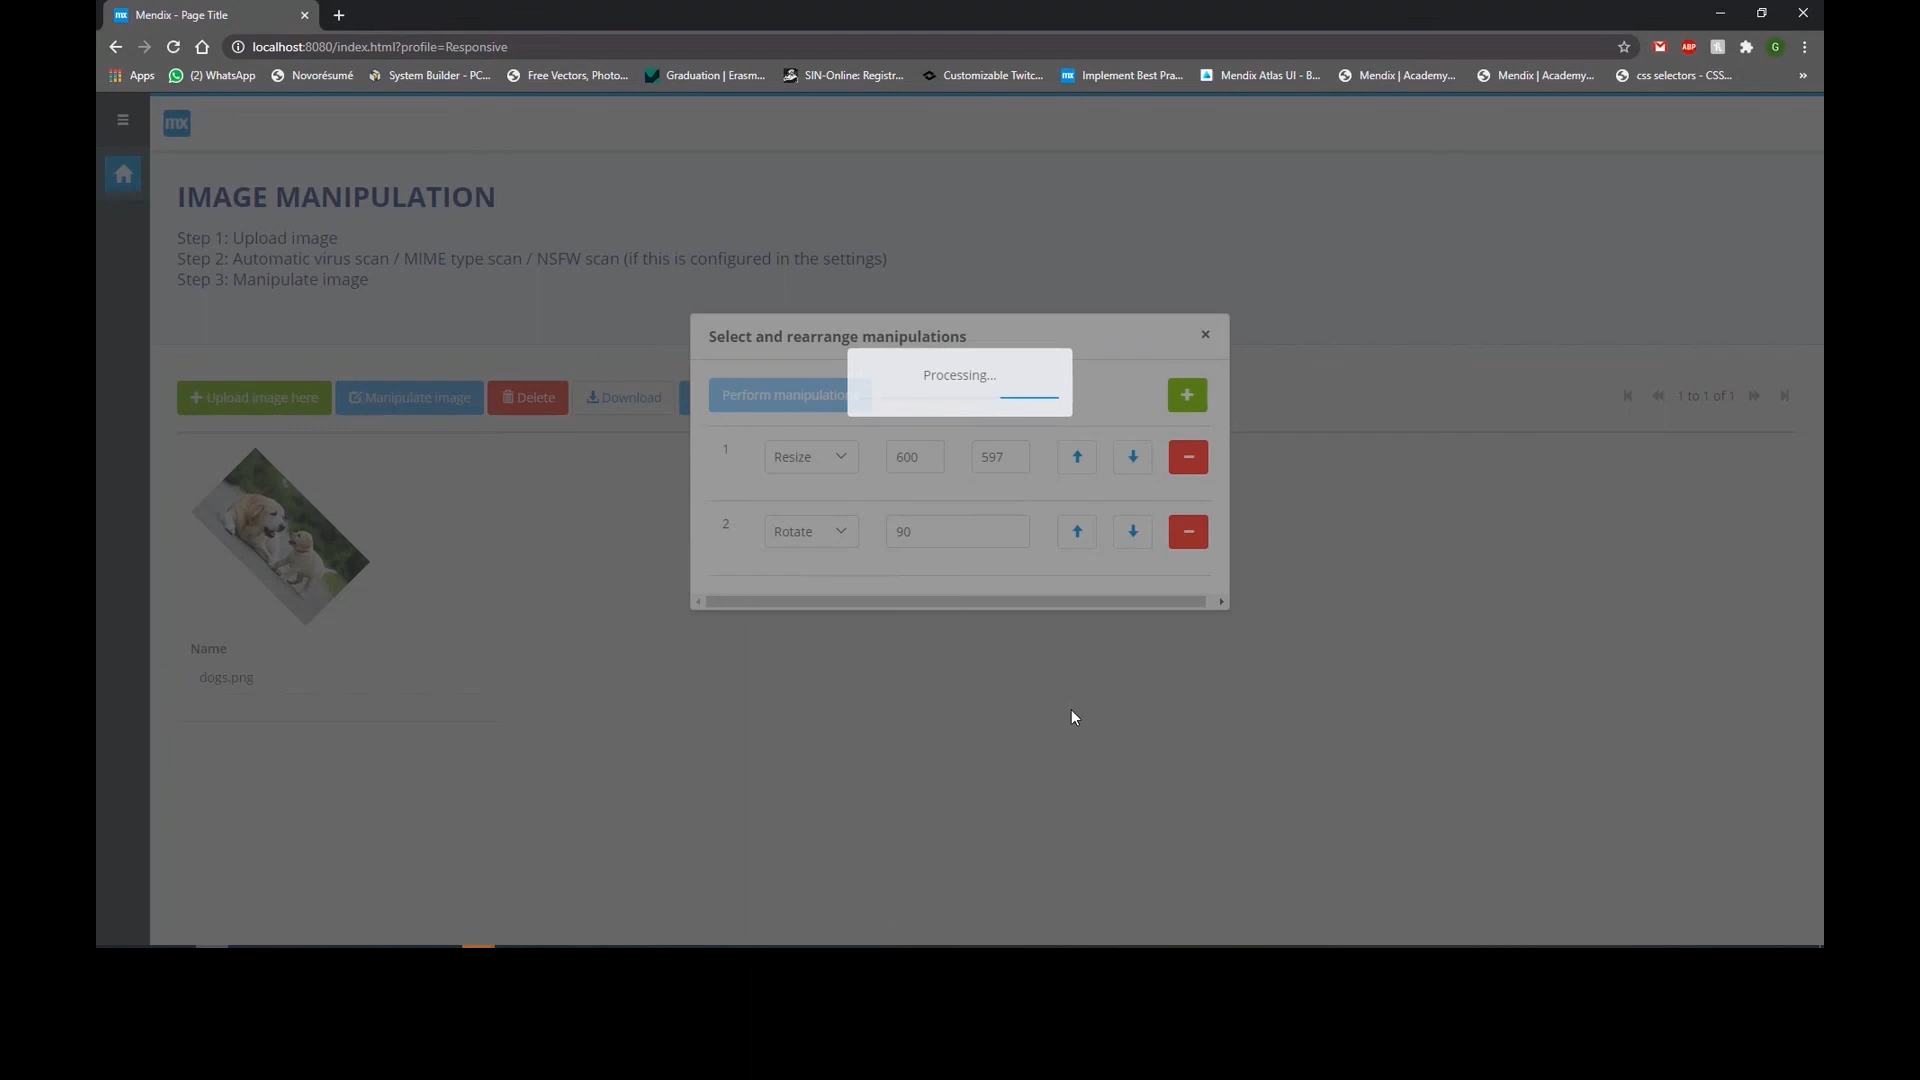 mx Mendix - Page Title
localhost:8080/index.html?profile=Responsive
ABP G
Apps (2) WhatsApp Novorésumé System Builder - PC... Free Vectors, Photo... Graduation | Erasm... SIN-Online: Registr... Customizable Twitc... mx Implement Best Pra... Mendix Atlas UI - B... Mendix | Academy... Mendix | Academy... css selectors - CSS...
mx
IMAGE MANIPULATION
Step 1: Upload image
Step 2: Automatic virus scan / MIME type scan / NSFW scan (if this is configured in the settings)
Step 3: Manipulate image
Upload image here Manipulate image Delete Download
1 to 1 of 1
Name
dogs.png
Select and rearrange manipulations
Processing...
Perform manipulation
1 Resize 600 597
2 Rotate 90